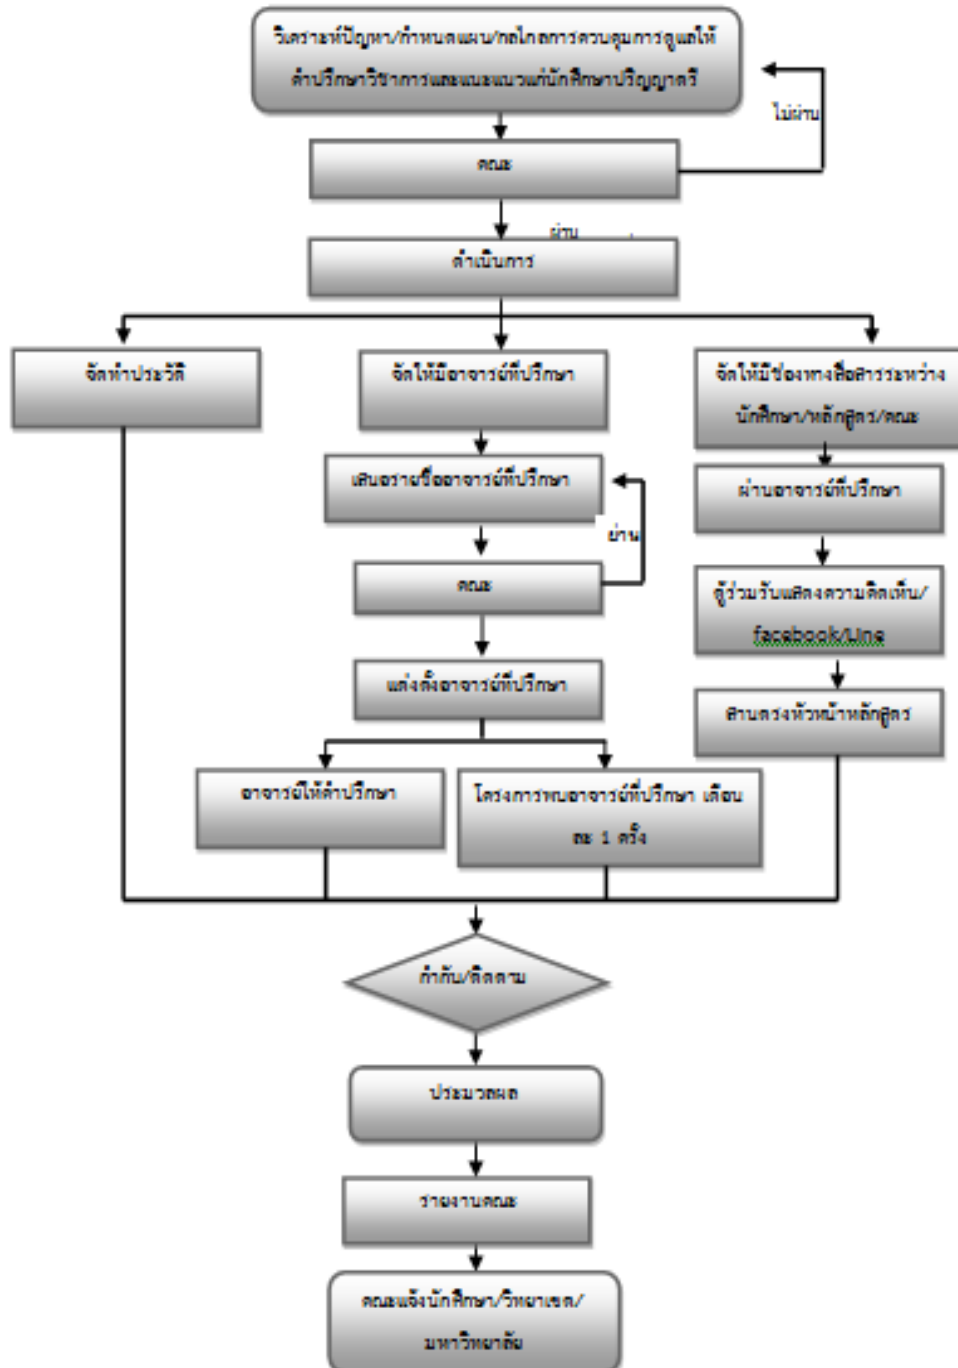 วิเคราะห์ปัญหา/กำหนดแผน/กลไกลการควบคุมการดูแลให้
คำปรึกษาวิชาการและแนะแนวแก่นักศึกษาปริญญาตรี
ไม่ผ่าน
คณะ
ผ่าน
ดำเนินการ
จัดทำประวัติ
จัดให้มีอาจารย์ที่ปรึกษา
จัดให้มีช่องทางสื่อสารระหว่าง
นักศึกษา/หลักสูตร/คณะ
เสนอรายชื่ออาจารย์ที่ปรึกษา
ผ่านอาจารย์ที่ปรึกษา
ย่าน
คณะ
ตู้ร่วมรับแสดงความคิดเห็น/
facebook/Line
แต่งตั้งอาจารย์ที่ปรึกษา
สานตรงหัวหน้าหลักสูตร
อาจารย์ให้คำปรึกษา
โครงการพบอาจารย์ที่ปรึกษา เดือน
ละ 1 ครั้ง
กำกับ/ติดตาม
ประมวลผล
รายงานคณะ
คณะแจ้งนักศึกษา/วิทยาเขต/
มหาวิทยาลัย